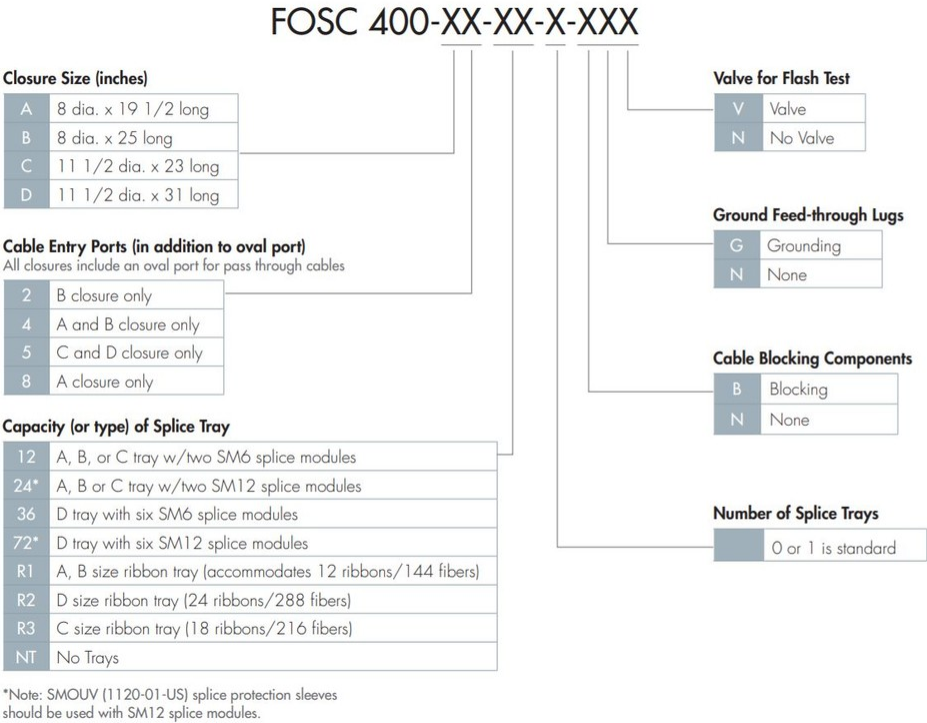 FOSC 400-XX-XX-X-XXX
Closure Size (inches)
A 8 dia. x 19 1/2 long
B 8 dia. x 25 long
C 11 1/2 dia. x 23 long
D 11 1/2 dia. x 31 long
Cable Entry Ports (in addition to oval port)
All closures include an oval port for pass through cables
2 B closure only
4 A and B closure only
5 C and D closure only
8 A closure only
Capacity (or type) of Splice Tray
12 A, B, or C tray w/two SM6 splice modules
24* A, B or C tray w/two SM12 splice modules
36 D tray with six SM6 splice modules
72* D tray with six SM12 splice modules
R1 A, B size ribbon tray (accommodates 12 ribbons/144 fibers)
R2 D size ribbon tray (24 ribbons/288 fibers)
R3 C size ribbon tray (18 ribbons/216 fibers)
NT No Trays
*Note: SMOUV (1120-01-US) splice protection sleeves
should be used with SM12 splice modules.
Valve for Flash Test
V Valve
N No Valve
Ground Feed-through Lugs
G Grounding
N None
Cable Blocking Components
B Blocking
N None
Number of Splice Trays
0 or 1 is standard